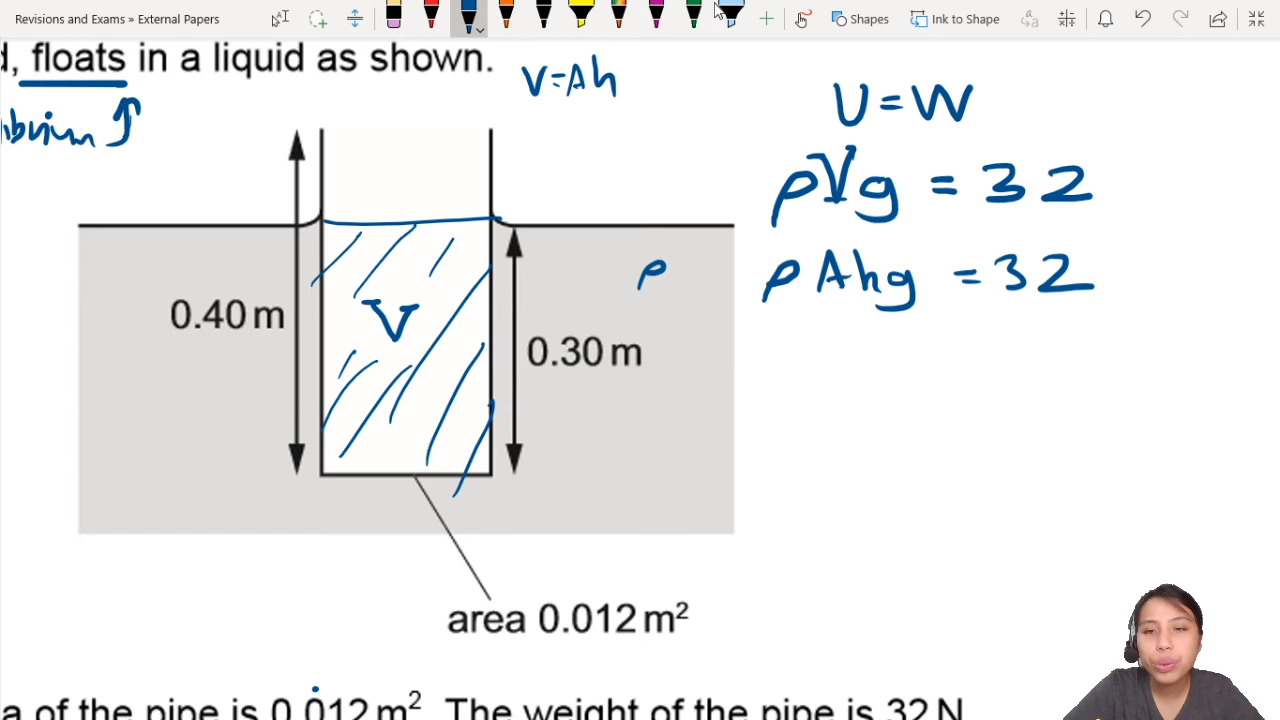 Revisions and Exams » External Papers
Shapes
Ink to Shape
d, floats in a liquid as shown.
V=Ah
U=W
ρVg = 32
ρAhg = 32
ρ
V
0.40 m
0.30 m
area 0.012 m²
a of the pipe is 0.012 m². The weight of the pipe is 32 N